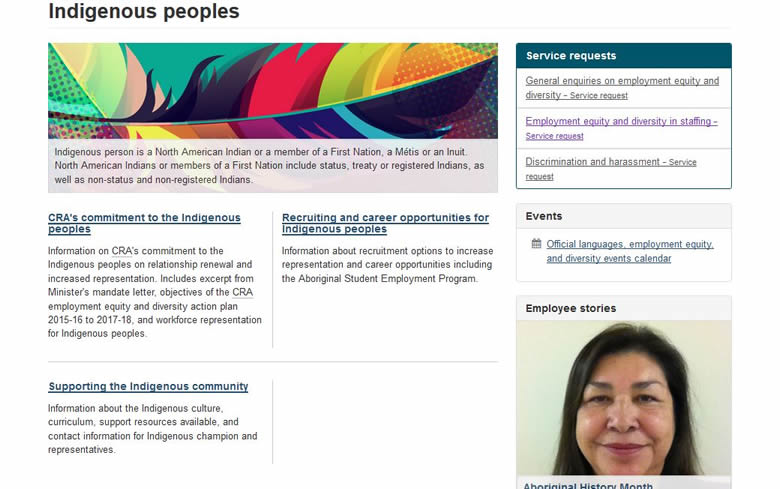 Indigenous peoples
Indigenous person is a North American Indian or a member of a First Nation, a Métis or an Inuit.
North American Indians or members of a First Nation include status, treaty or registered Indians, as
well as non-status and non-registered Indians.
CRA's commitment to the Indigenous
peoples
Information on CRA's commitment to the
Indigenous peoples on relationship renewal and
increased representation. Includes excerpt from
Minister's mandate letter, objectives of the CRA
employment equity and diversity action plan
2015-16 to 2017-18, and workforce representation
for Indigenous peoples.
Recruiting and career opportunities for
Indigenous peoples
Information about recruitment options to increase
representation and career opportunities including
the Aboriginal Student Employment Program.
Supporting the Indigenous community
Information about the Indigenous culture,
curriculum, support resources available, and
contact information for Indigenous champion and
representatives.
Service requests
General enquiries on employment equity and
diversity - Service request
Employment equity and diversity in staffing -
Service request
Discrimination and harassment - Service
request
Events
Official languages, employment equity,
and diversity events calendar
Employee stories
Aboriginal History Month